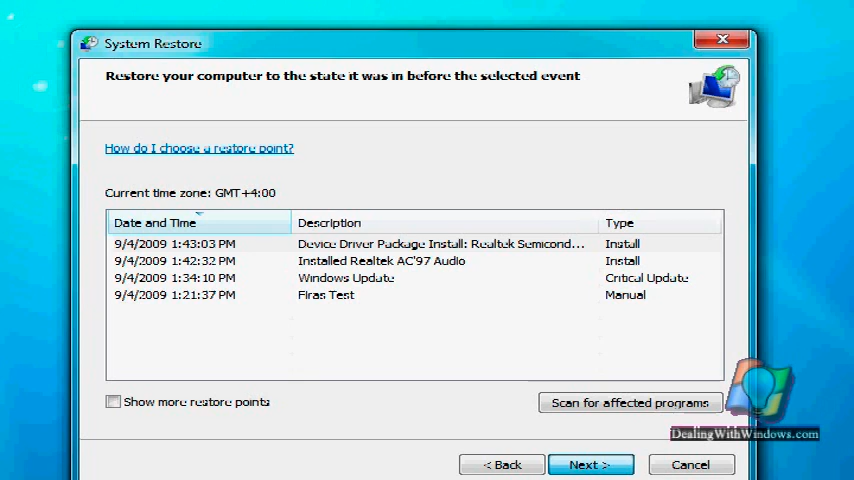 System Restore
Restore your computer to the state it was in before the selected event
How do I choose a restore point?
Current time zone: GMT+4:00
Date and Time Description Type
9/4/2009 1:43:03 PM Device Driver Package Install: Realtek Semicond... Install
9/4/2009 1:42:32 PM Installed Realtek AC'97 Audio Install
9/4/2009 1:34:10 PM Windows Update Critical Update
9/4/2009 1:21:37 PM Firas Test Manual
Show more restore points Scan for affected programs
DealingWithWindows.com
< Back Next > Cancel